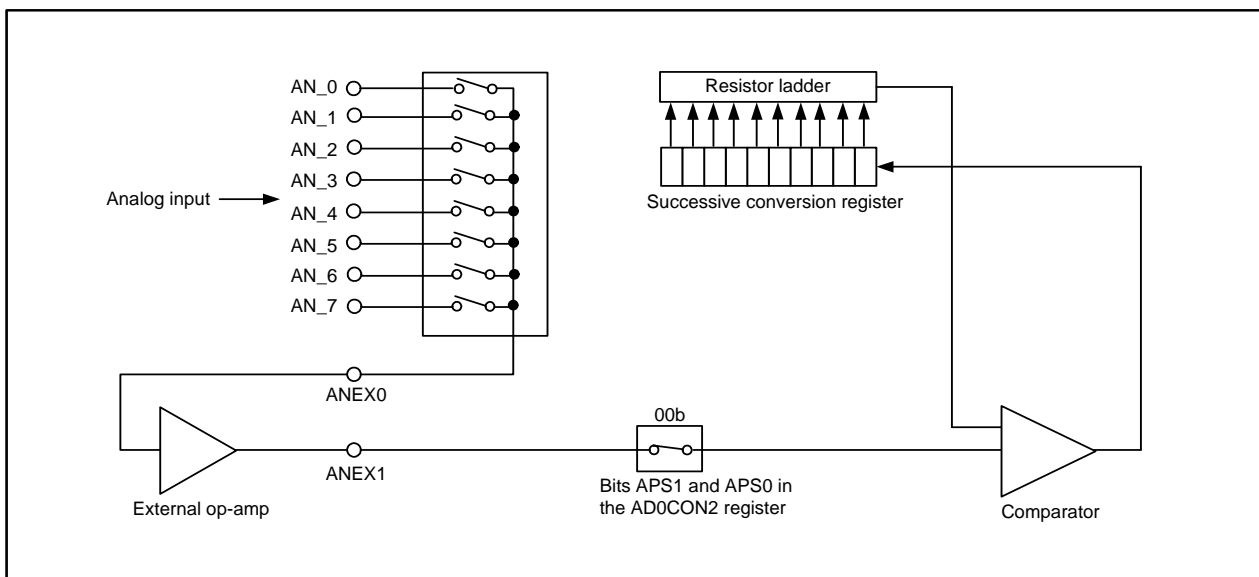 AN_0
AN_1
AN_2
AN_3
Analog input
AN_4
AN_5
AN_6
AN_7
Resistor ladder
Successive conversion register
ANEX0
External op-amp
ANEX1
00b
Bits APS1 and APS0 in
the AD0CON2 register
Comparator